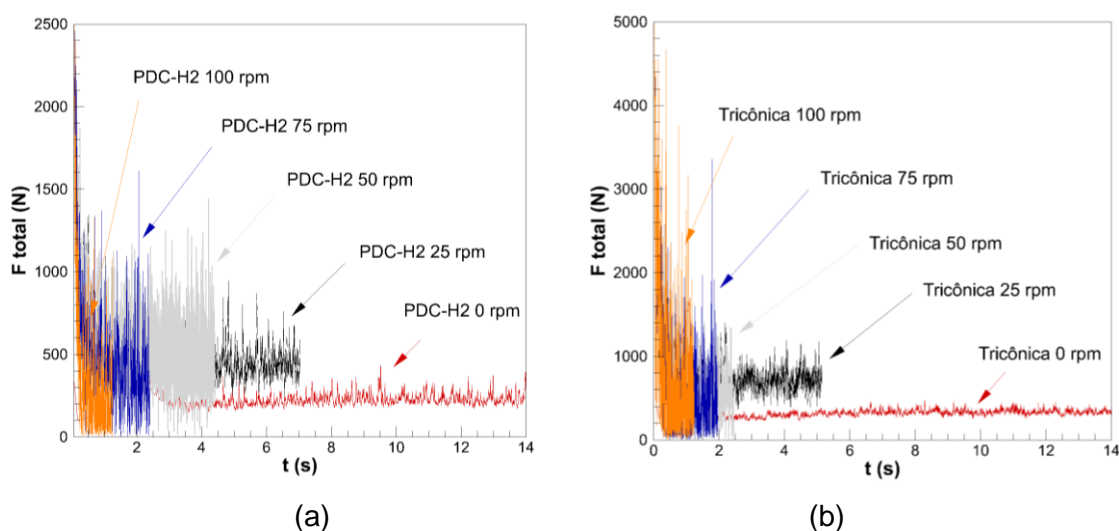 2500
2000
1500
1000
500
0
F total (N)
2
4
6
8
10
12
14
t (s)
PDC-H2 100 rpm
PDC-H2 75 rpm
PDC-H2 50 rpm
PDC-H2 25 rpm
PDC-H2 0 rpm
(a)
5000
4000
3000
2000
1000
0
F total (N)
0
2
4
6
8
10
12
14
t (s)
Tricônica 100 rpm
Tricônica 75 rpm
Tricônica 50 rpm
Tricônica 25 rpm
Tricônica 0 rpm
(b)